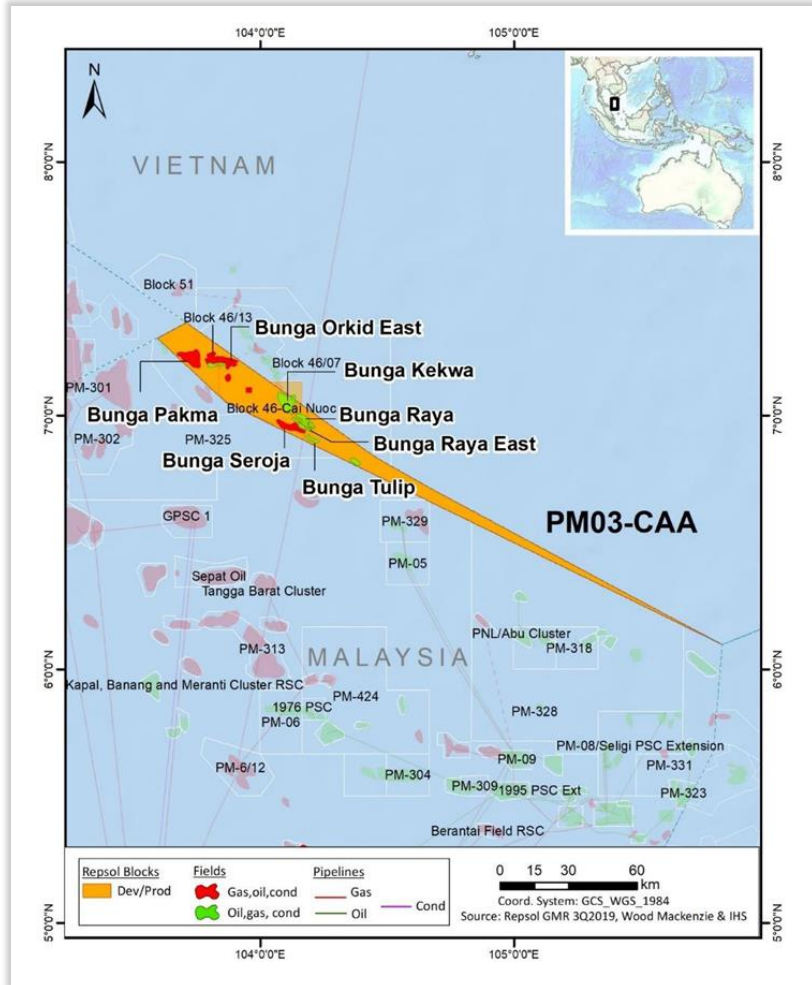 104°0'0"E
105°0'0"E
N
8°0'0"N
8°0'0"N
VIETNAM
Block 51
Block 46/13
Bunga Orkid East
Block 46/07
Bunga Kekwa
PM-301
7°0'0"N
7°0'0"N
Bunga Pakma
Block 46-Cai Nuoc
Bunga Raya
PM-302
PM-325
Bunga Raya East
Bunga Seroja
Bunga Tulip
GPSC 1
PM-329
PM03-CAA
PM-05
Sepat Oil
Tangga Barat Cluster
PNL/Abu Cluster
PM-313
PM-318
MALAYSIA
6°0'0"N
6°0'0"N
Kapal, Banang and Meranti Cluster RSC
PM-424
1976 PSC
PM-06
PM-328
PM-08/Seligi PSC Extension
PM-09
PM-6/12
PM-304
PM-331
PM-309
1995 PSC Ext
PM-323
Berantai Field RSC
Repsol Blocks
Dev/Prod
Fields
Gas,oil,cond
Oil,gas, cond
Pipelines
Gas
Oil
Cond
0 15 30 60
km
Coord. System: GCS_WGS_1984
Source: Repsol GMR 3Q2019, Wood Mackenzie & IHS
5°0'0"N
5°0'0"N
104°0'0"E
105°0'0"E